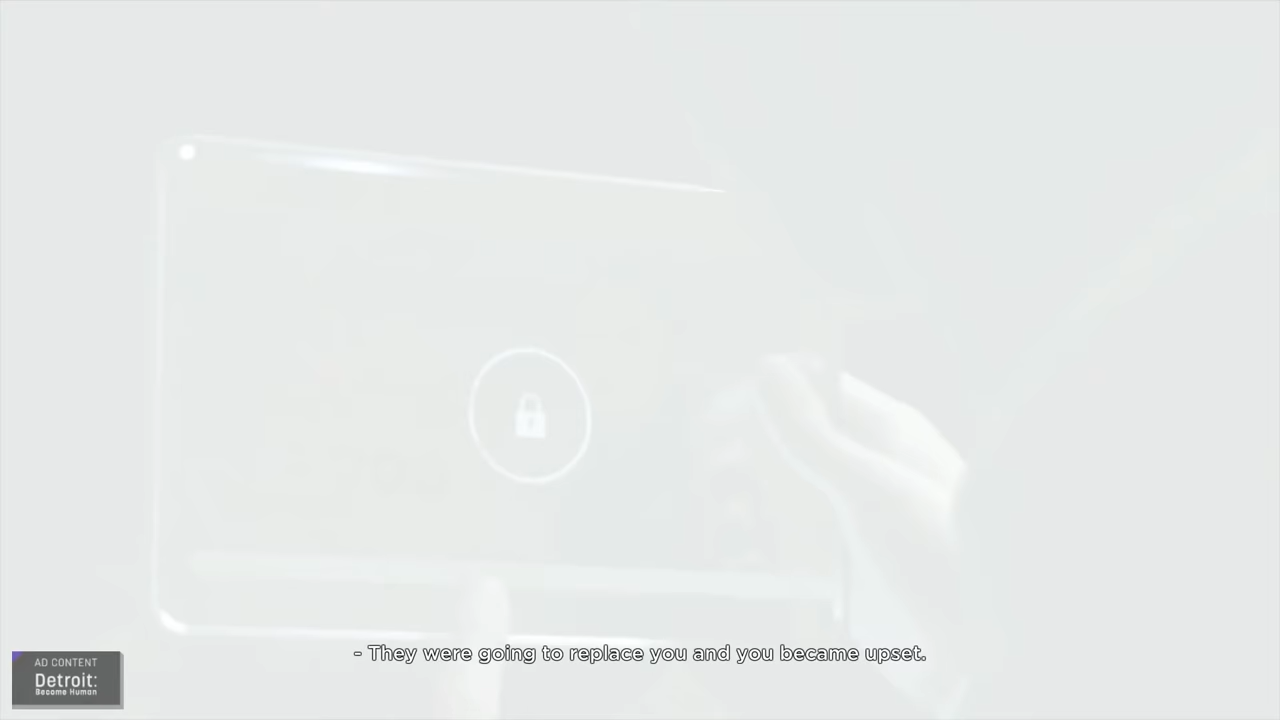 - They were going to replace you and you became upset.
AD CONTENT
Detroit:
Become Human